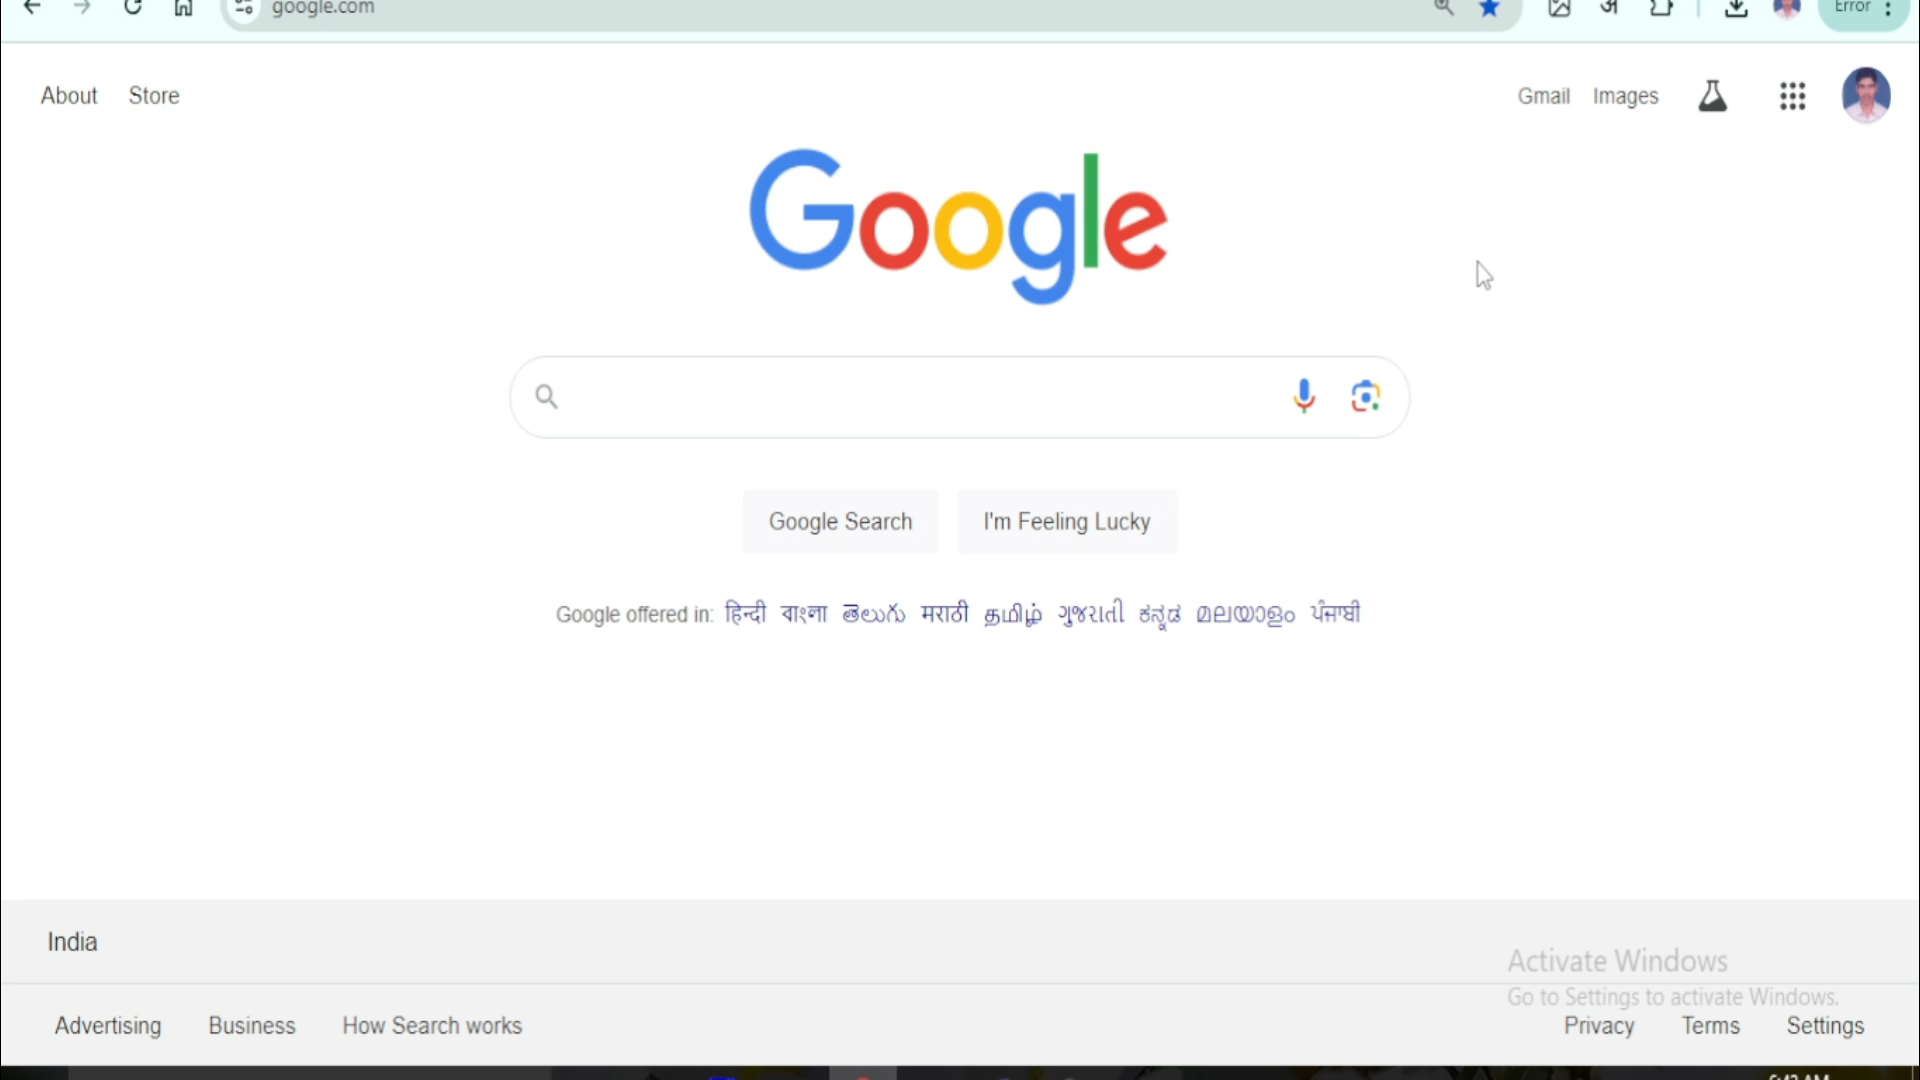 google.com
Error
About Store
Gmail Images
Google
Google Search I'm Feeling Lucky
Google offered in: हिन्दी বাংলা తెలుగు मराठी தமிழ் ગુજરાતી ಕನ್ನಡ മലയാളം ਪੰਜਾਬੀ
India
Activate Windows
Go to Settings to activate Windows.
Advertising Business How Search works
Privacy Terms Settings